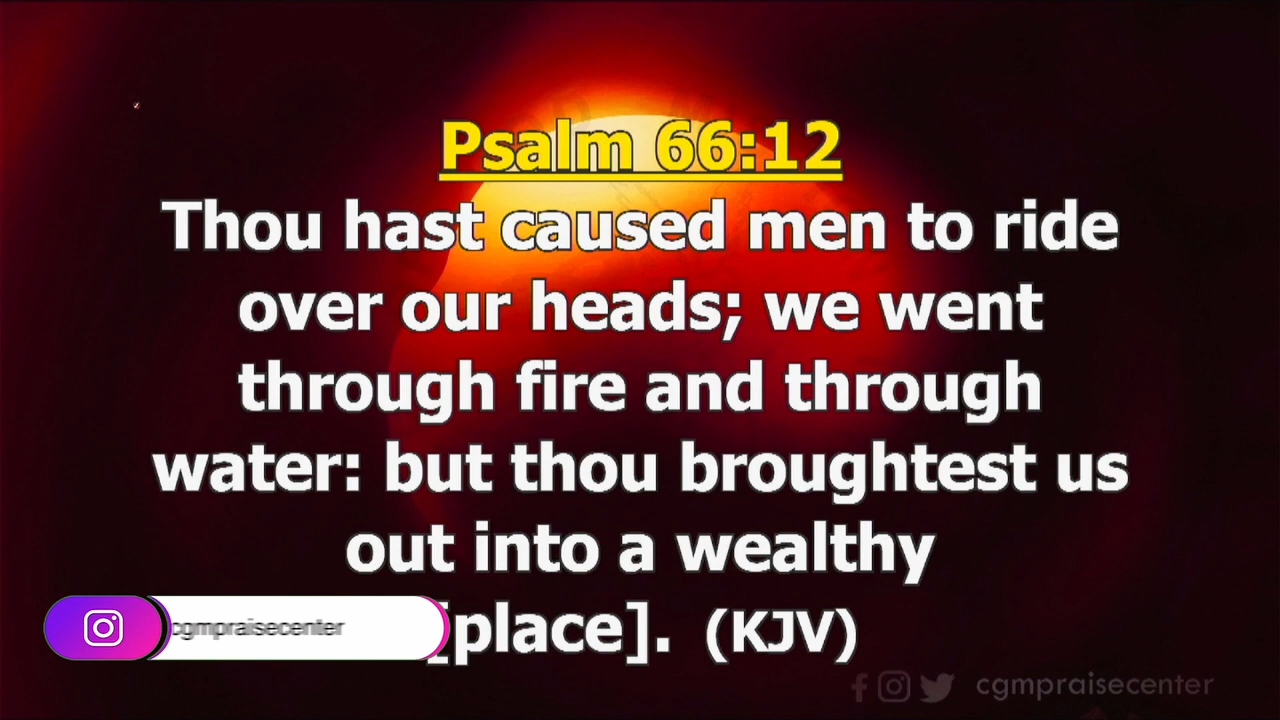 Psalm 66:12
Thou hast caused men to ride
over our heads; we went
through fire and through
water: but thou broughtest us
out into a wealthy
[place]. (KJV)
cgmpraisecenter
cgmpraisecenter